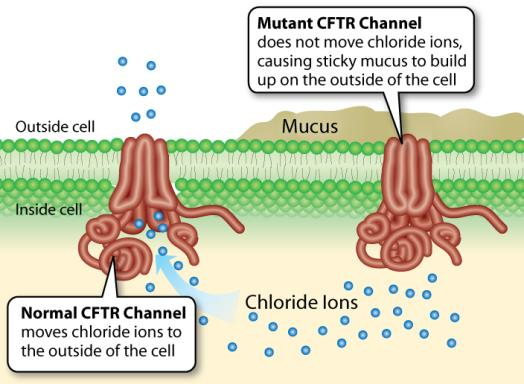 Mutant CFTR Channel
does not move chloride ions,
causing sticky mucus to build
up on the outside of the cell
Outside cell
Mucus
Inside cell
Chloride Ions
Normal CFTR Channel
moves chloride ions to
the outside of the cell